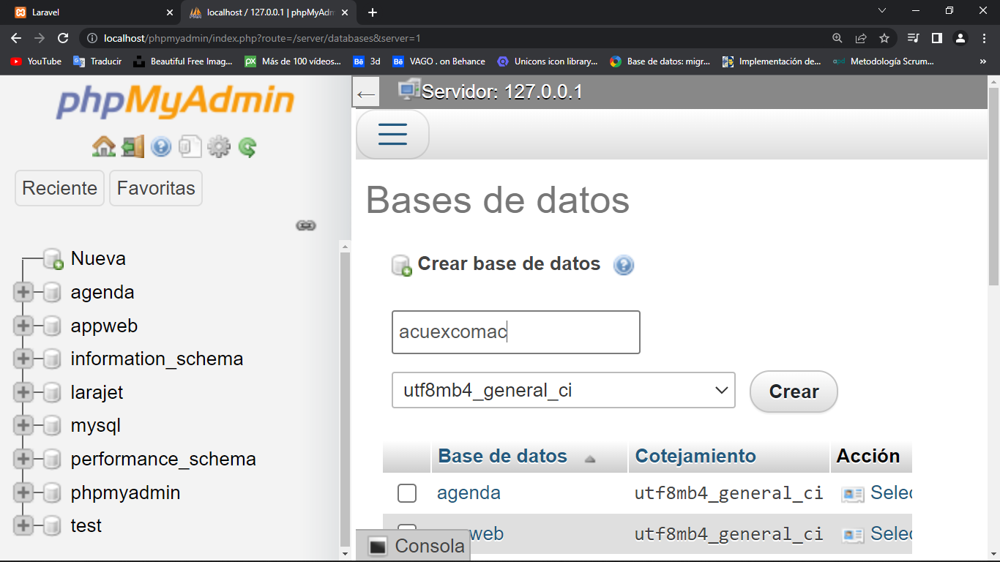 Laravel
localhost / 127.0.0.1 | phpMyAdm
localhost/phpmyadmin/index.php?route=/server/databases&server=1
YouTube
Traducir
Beautiful Free Imag...
Más de 100 vídeos...
3d
VAGO . on Behance
Unicons icon library...
Base de datos: migr...
Implementación de...
Metodología Scrum...
phpMyAdmin
Reciente
Favoritas
Nueva
agenda
appweb
information_schema
larajet
mysql
performance_schema
phpmyadmin
test
Servidor: 127.0.0.1
Bases de datos
Crear base de datos
acuexcomac
utf8mb4_general_ci
Crear
Base de datos Cotejamiento Acción
agenda utf8mb4_general_ci Selec
web utf8mb4_general_ci Selec
Consola